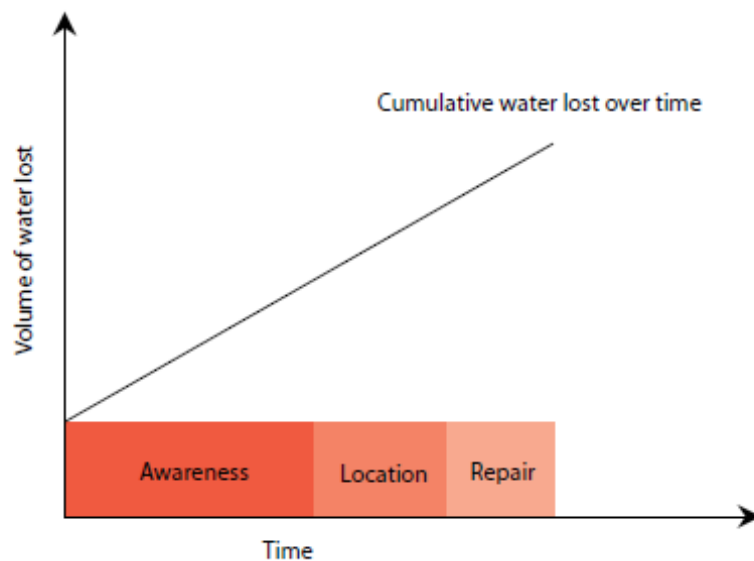 Cumulative water lost over time
Volume of water lost
Awareness
Location
Repair
Time